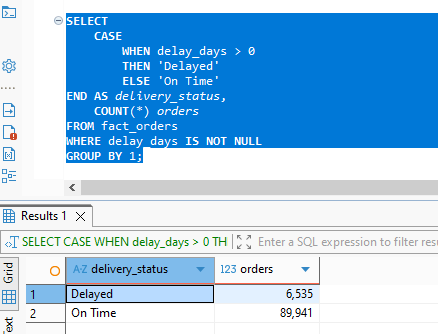 SELECT
CASE
WHEN delay_days > 0
THEN 'Delayed'
ELSE 'On Time'
END AS delivery_status,
COUNT(*) orders
FROM fact_orders
WHERE delay_days IS NOT NULL
GROUP BY 1;
Results 1
SELECT CASE WHEN delay_days > 0 TH
Enter a SQL expression to filter resu
Grid
Text
A-Z delivery_status
123 orders
1 Delayed 6,535
2 On Time 89,941